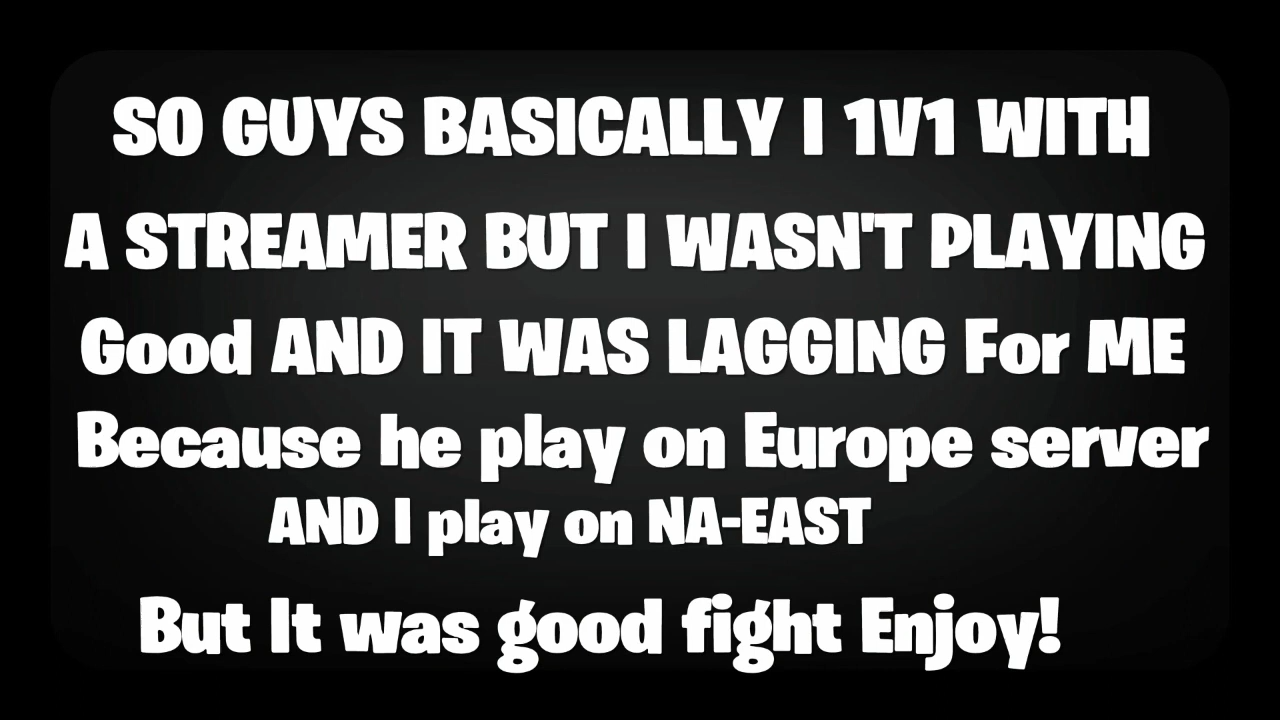 SO GUYS BASICALLY I 1V1 WITH
A STREAMER BUT I WASN'T PLAYING
Good AND IT WAS LAGGING For ME
Because he play on Europe server
AND I play on NA-EAST
But It was good fight Enjoy!